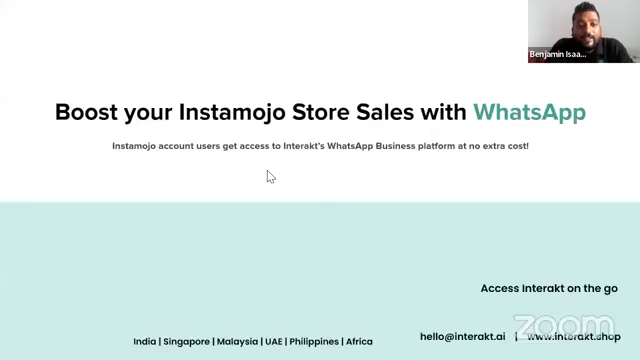 Benjamin Isaa...
Boost your Instamojo Store Sales with WhatsApp
Instamojo account users get access to Interakt's WhatsApp Business platform at no extra cost!
Access Interakt on the go
zoom
hello@interakt.ai | www.interakt.shop
India | Singapore | Malaysia | UAE | Philippines | Africa